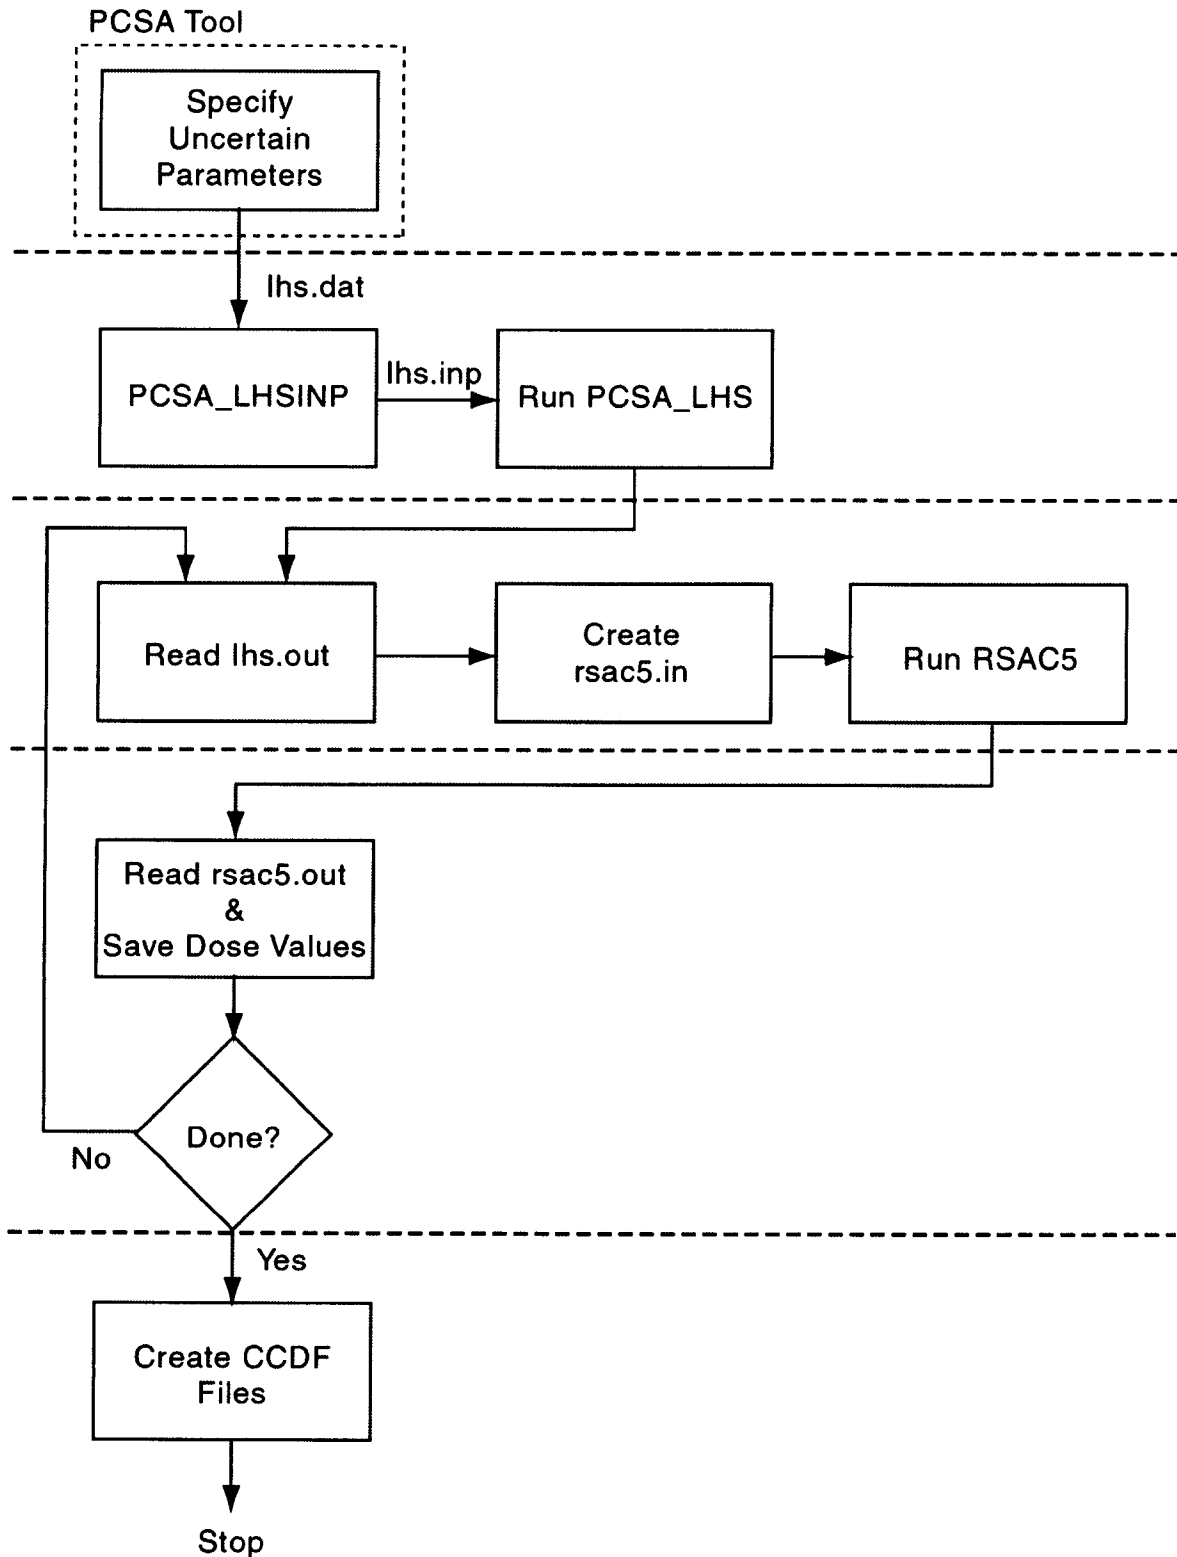 PCSA Tool
Specify
Uncertain
Parameters
lhs.dat
PCSA_LHSINP
lhs.inp
Run PCSA_LHS
Read lhs.out
Create
rsac5.in
Run RSAC5
Read rsac5.out
&
Save Dose Values
Done?
No
Yes
Create CCDF
Files
Stop